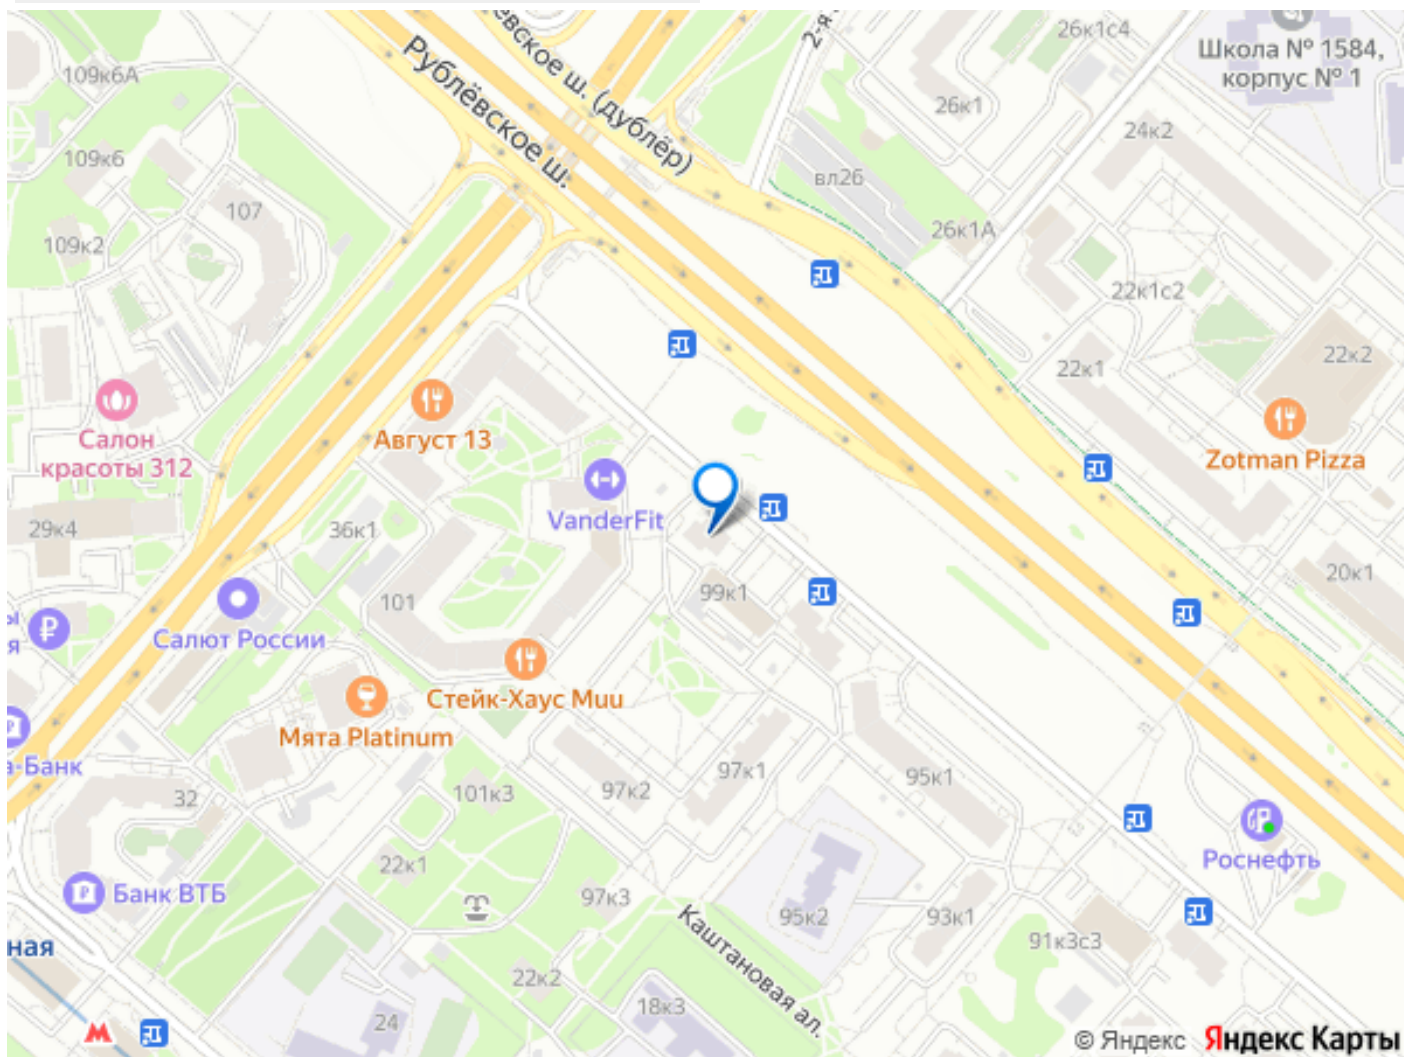 26к1с4
Школа № 1584,
корпус № 1
Рублёвское ш.
ш. (дублёр)
109к6А
26к1
24к2
109к6
вл26
107
26к1А
109к2
22к1с2
22к2
22к1
Август 13
Салон
красоты 312
Zotman Pizza
VanderFit
29к4
36к1
20к1
99к1
101
Салют России
Стейк-Хаус Muu
Мята Platinum
а-Банк
97к1
95к1
97к2
101к3
32
22к1
Роснефть
Банк ВТБ
97к3
Каштановая ал.
95к2
93к1
ная
91к3с3
22к2
18к3
24
© Яндекс Яндекс Карты